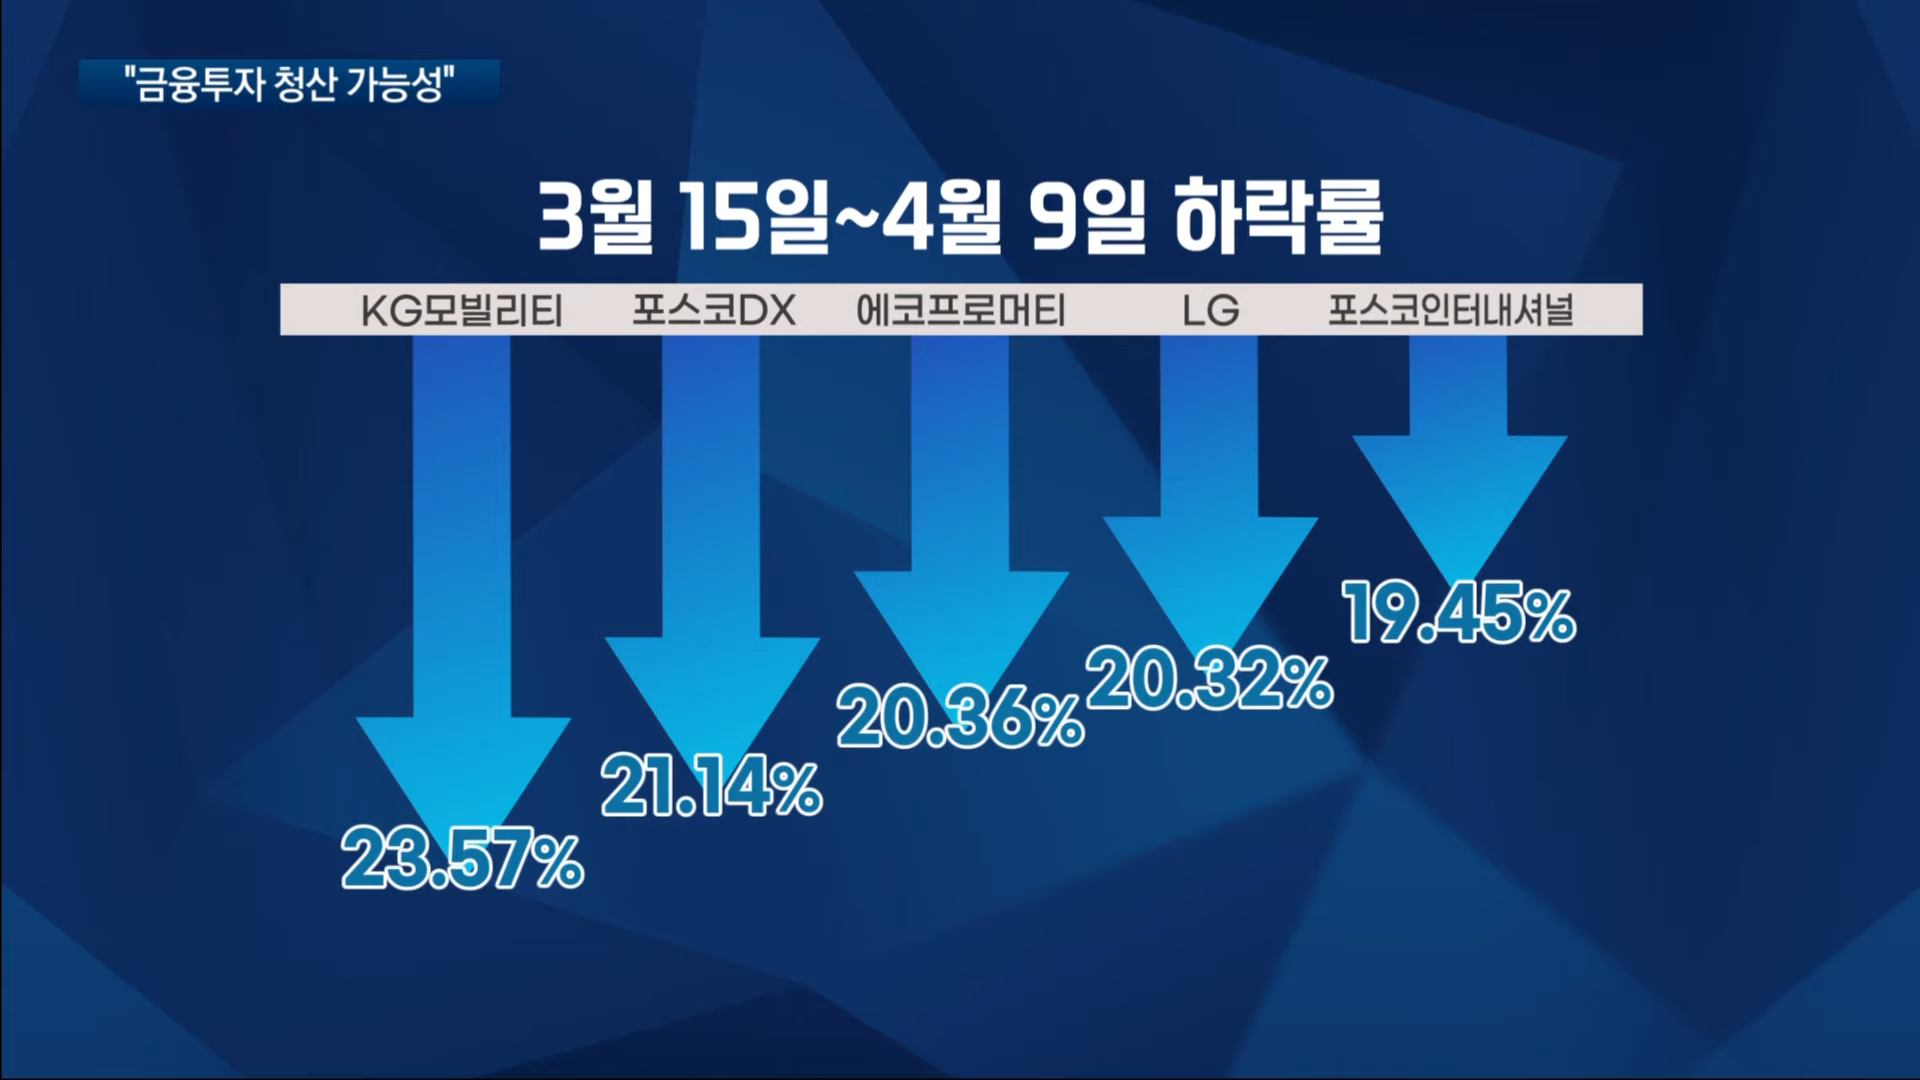 "금융투자 청산 가능성"
3월 15일~4월 9일 하락률
KG모빌리티 포스코DX 에코프로머티 LG 포스코인터내셔널
19.45%
20.32%
20.36%
21.14%
23.57%